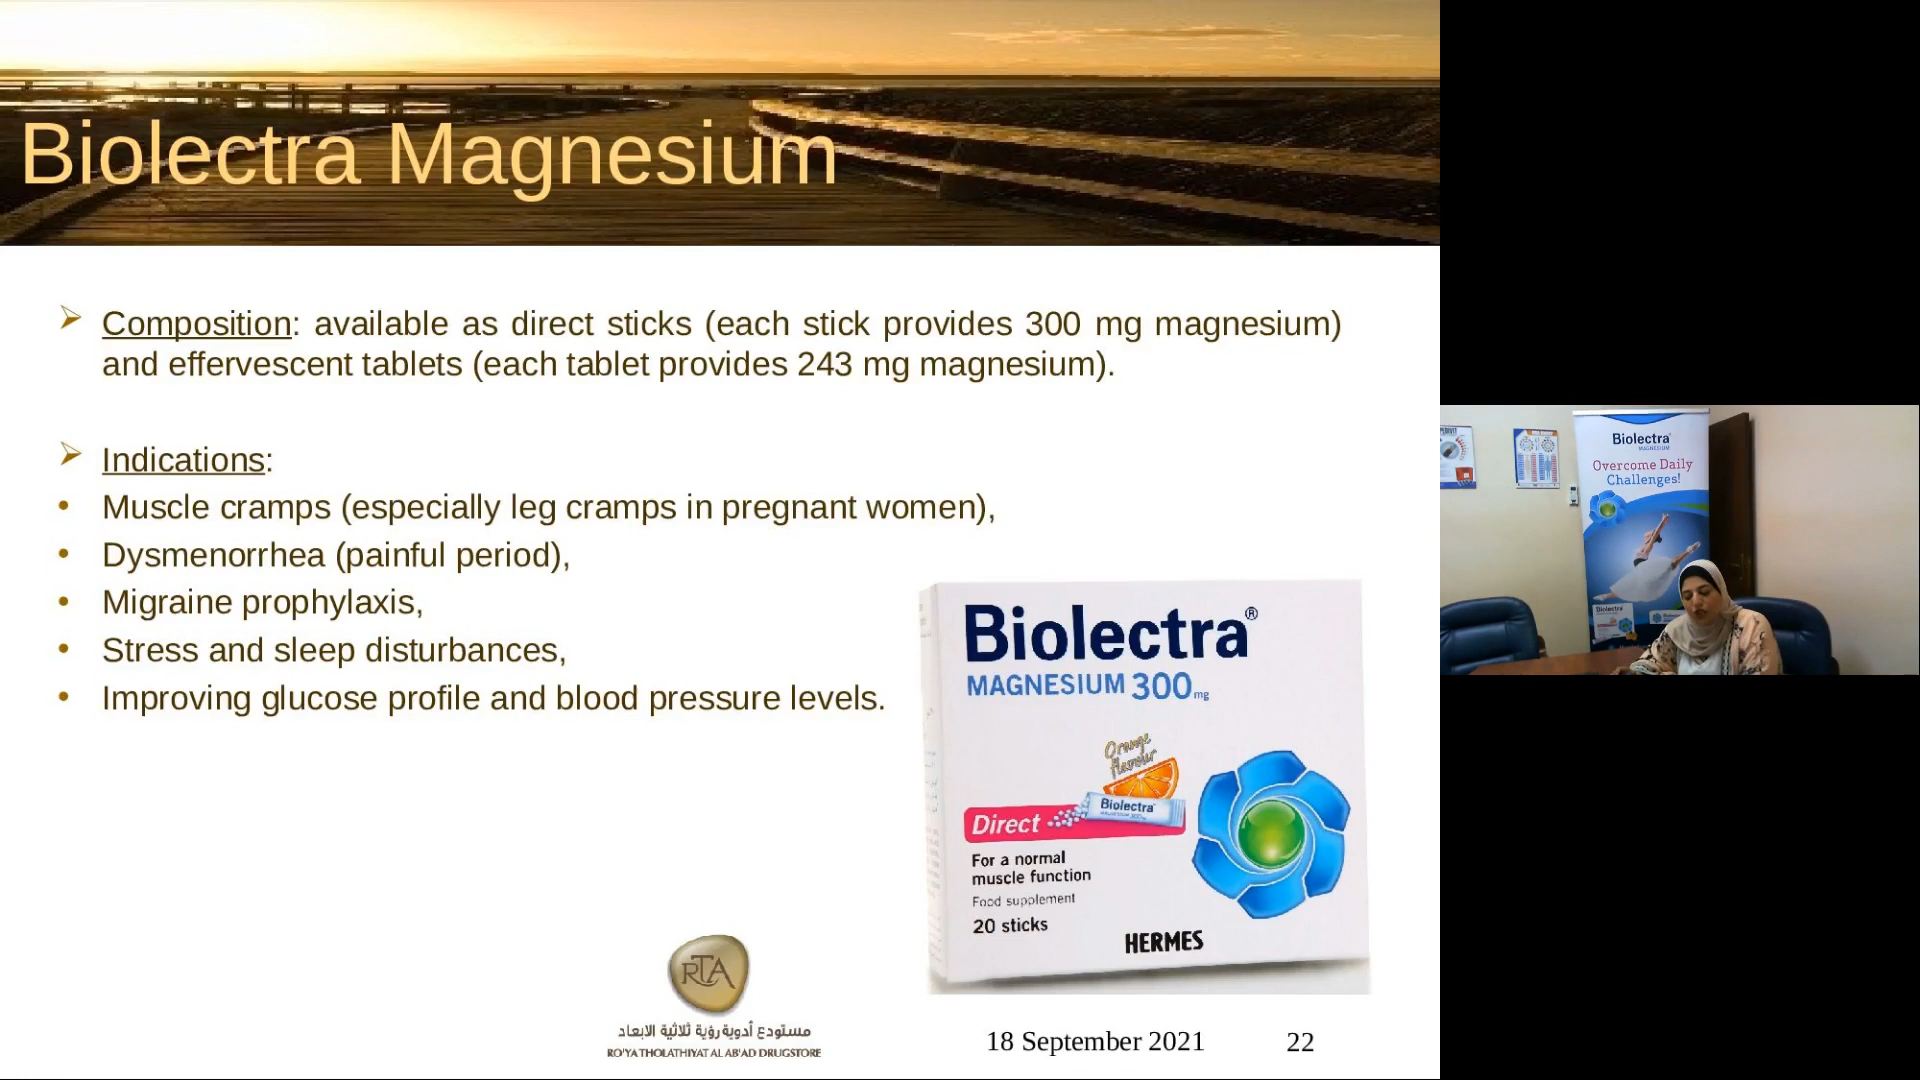 Biolectra Magnesium
Composition: available as direct sticks (each stick provides 300 mg magnesium)
and effervescent tablets (each tablet provides 243 mg magnesium).
Indications:
Muscle cramps (especially leg cramps in pregnant women),
Dysmenorrhea (painful period),
Migraine prophylaxis,
Stress and sleep disturbances,
Improving glucose profile and blood pressure levels.
Biolectra®
MAGNESIUM 300mg
Orange
flavour
Biolectra
Direct
For a normal
muscle function
Food supplement
20 sticks
HERMES
RTA
مستودع أدوية رؤية ثلاثية الابعاد
RO'YA THOLATHIYAT AL AB'AD DRUGSTORE
18 September 2021
22
Biolectra
MAGNESIUM
Overcome Daily
Challenges!
Biolectra